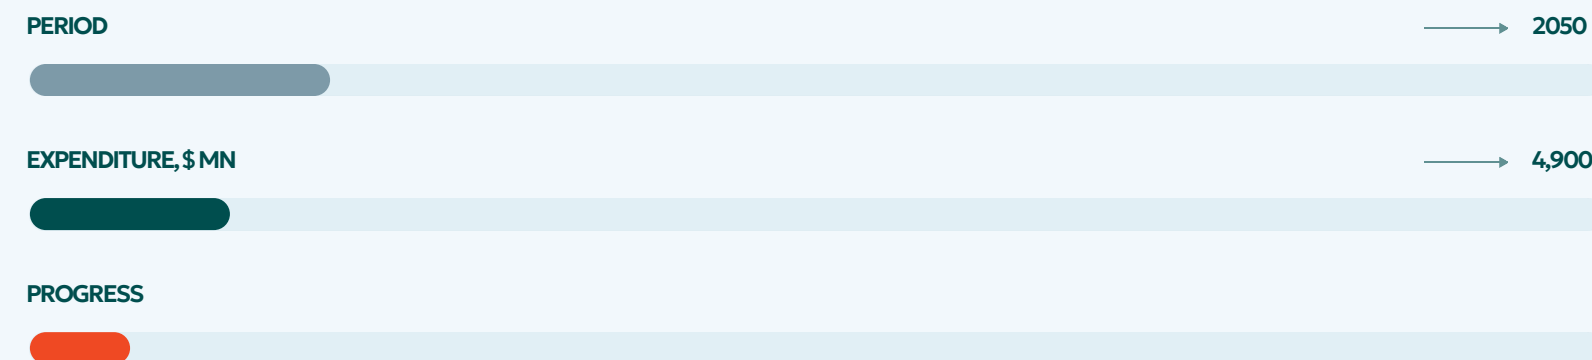 PERIOD
2050
EXPENDITURE, $ MN
4,900
PROGRESS